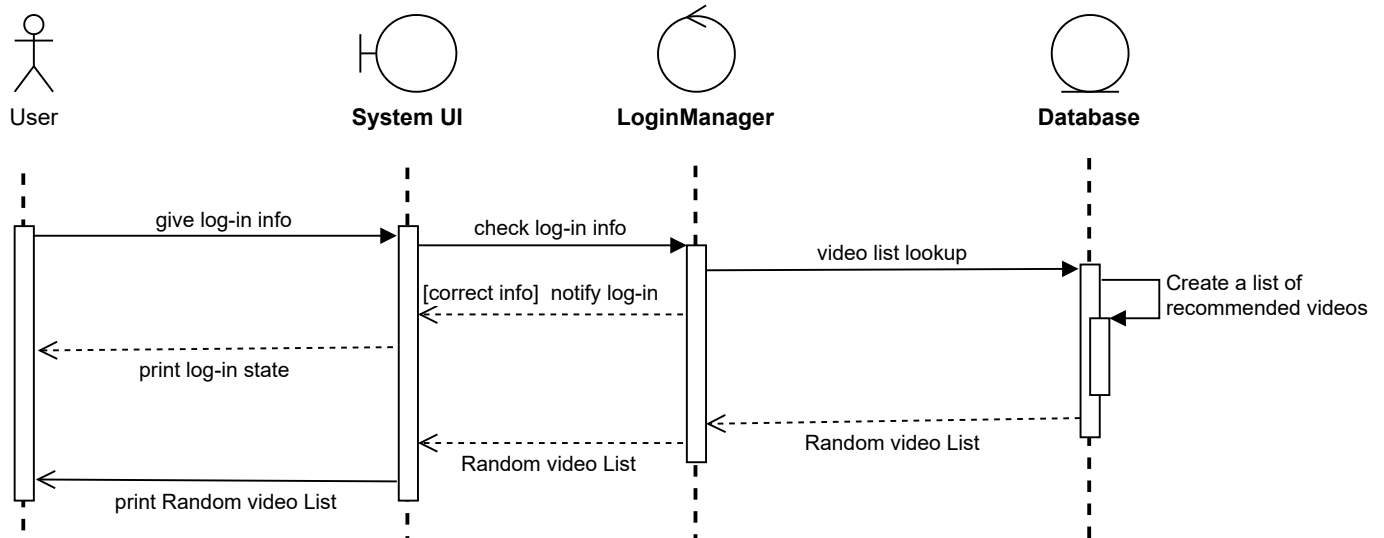 User
System UI
LoginManager
Database
give log-in info
check log-in info
video list lookup
Create a list of
recommended videos
[correct info]  notify log-in
print log-in state
Random video List
Random video List
print Random video List